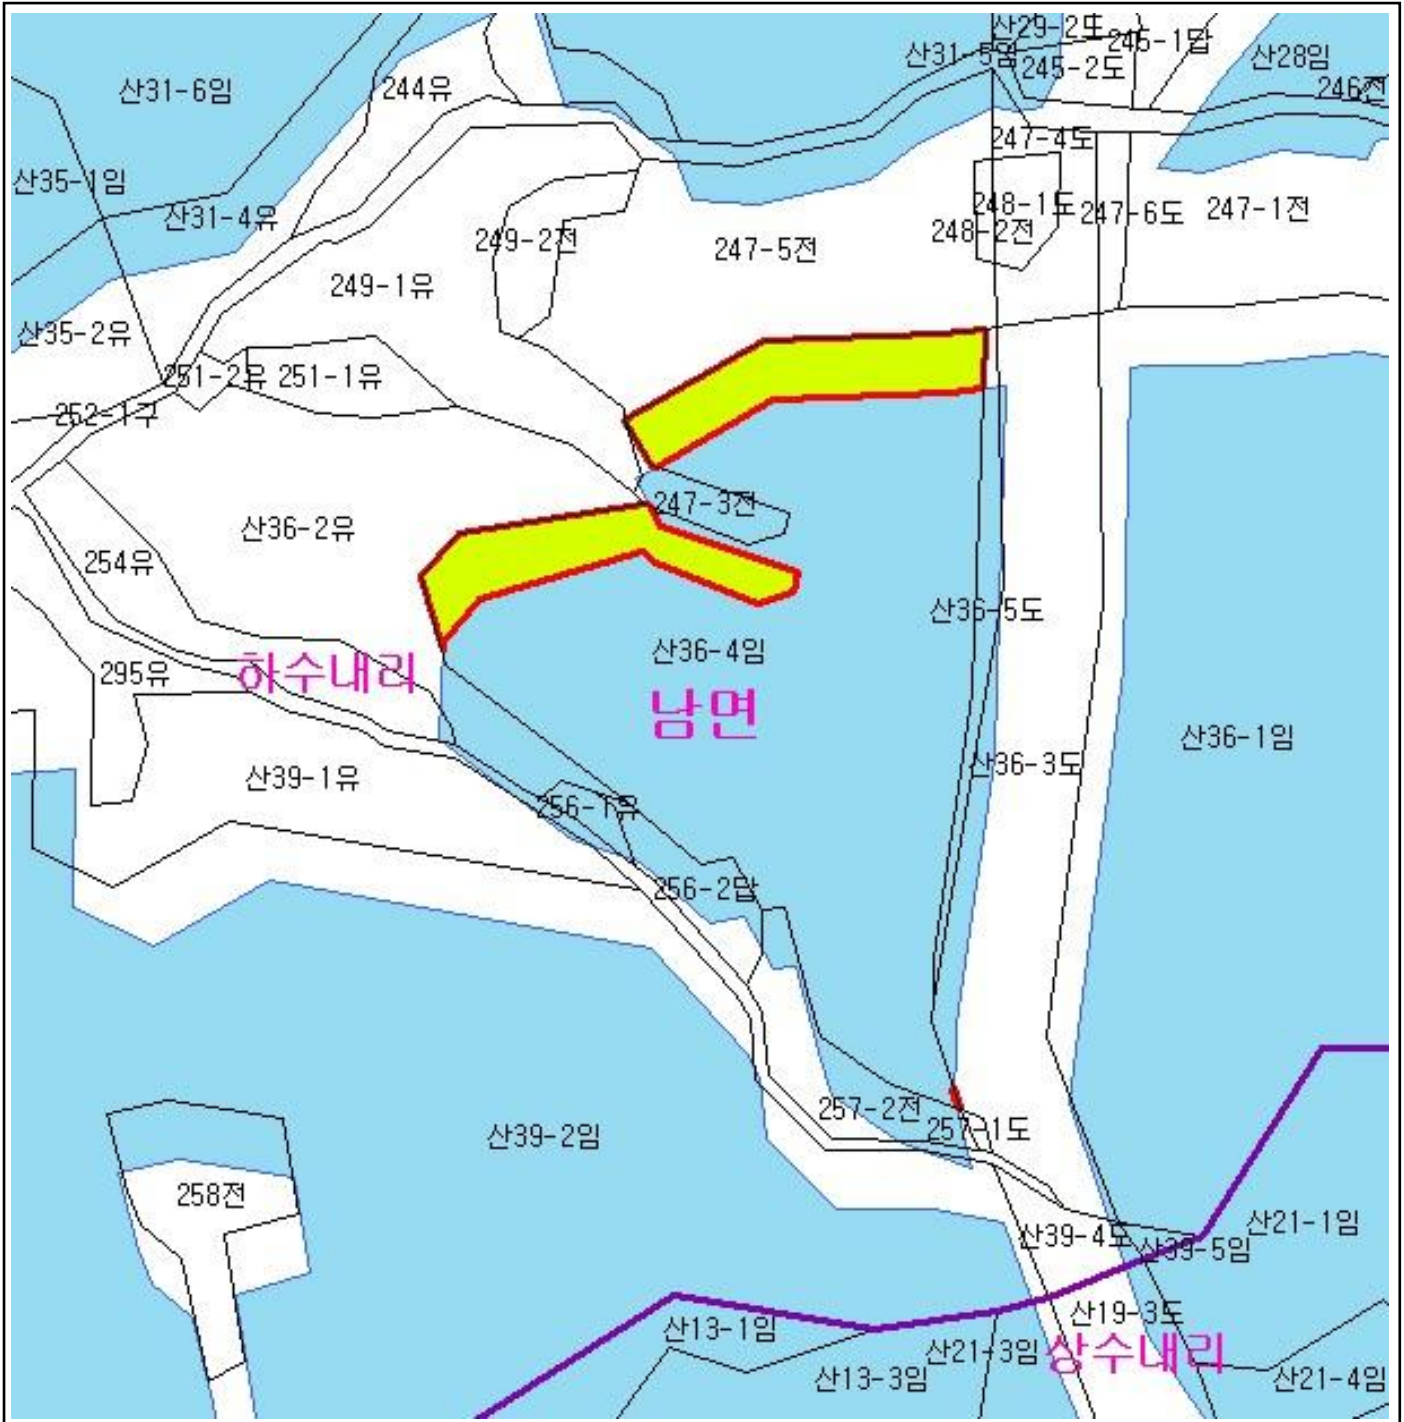 산29-2도
245-1답
산31-5임
245-2도
산28임
산31-6임
244유
246전
247-4도
산35-1임
산31-4유
248-1도
247-6도
247-1전
249-2전
248-2전
247-5전
249-1유
산35-2유
251-2유
251-1유
252-1구
247-3전
산36-2유
254유
산36-5도
산36-4임
295유
하수내리
남면
산36-1임
산36-3도
산39-1유
256-1유
256-2답
257-2전
257-1도
산39-2임
258전
산21-1임
산39-4도
산39-5임
산19-3도
산13-1임
산21-3임
상수내리
산13-3임
산21-4임